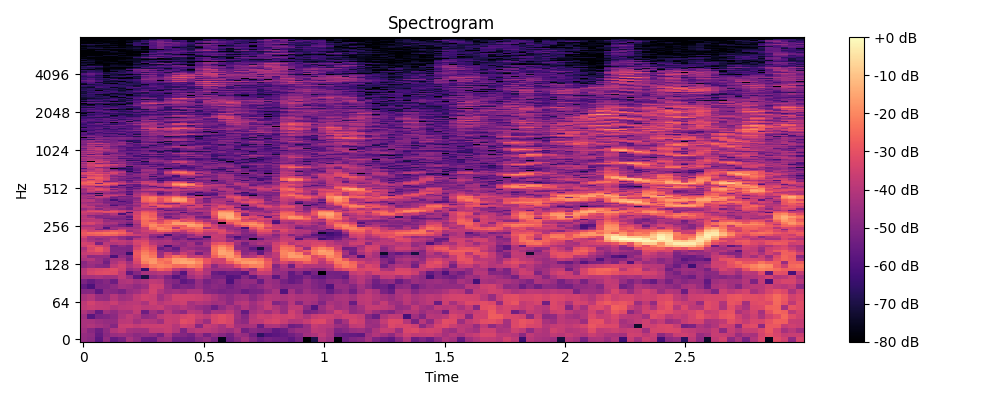 Spectrogram
Hz
4096
2048
1024
512
256
128
64
0
0 0.5 1 1.5 2 2.5
Time
+0 dB
-10 dB
-20 dB
-30 dB
-40 dB
-50 dB
-60 dB
-70 dB
-80 dB